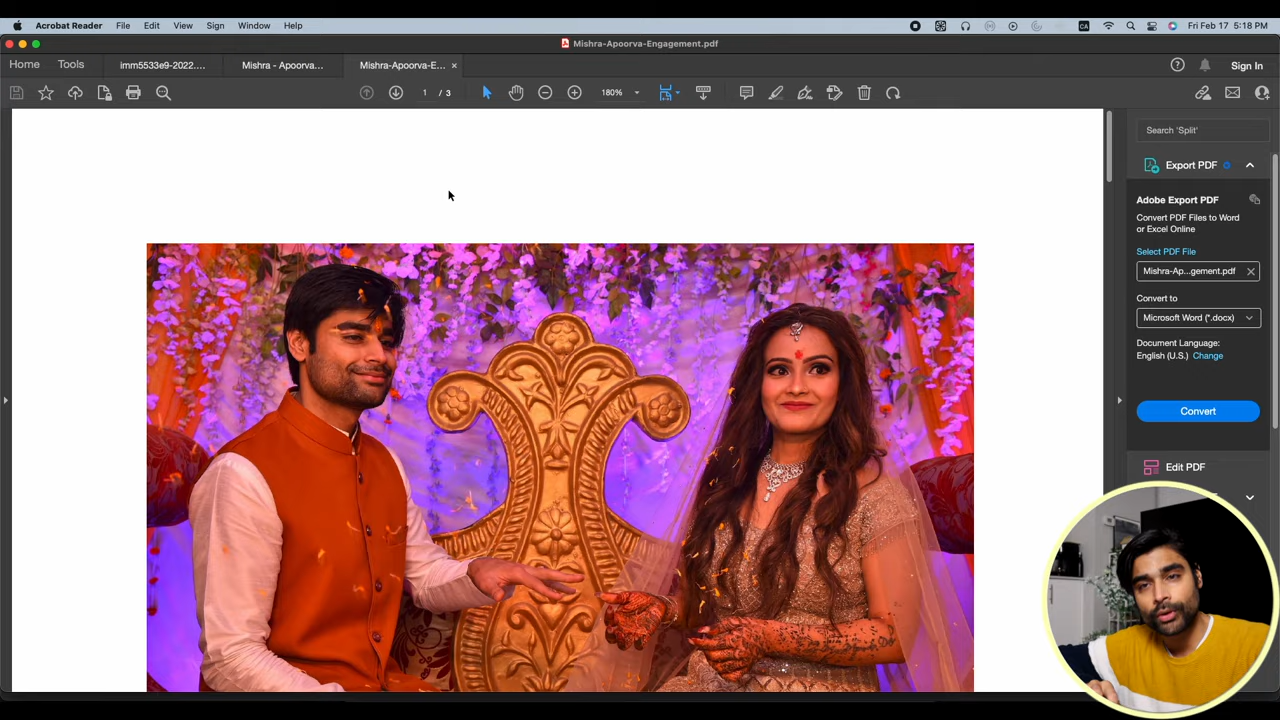 Acrobat Reader File Edit View Sign Window Help CA Fri Feb 17 5:18 PM
Mishra-Apoorva-Engagement.pdf
Home Tools imm5533e9-2022.... Mishra - Apoorva... Mishra-Apoorva-E... × Sign In
1 / 3 180%
Search 'Split'
Export PDF
Adobe Export PDF
Convert PDF Files to Word
or Excel Online
Select PDF File
Mishra-Ap...gement.pdf
Convert to
Microsoft Word (*.docx)
Document Language:
English (U.S.) Change
Convert
Edit PDF